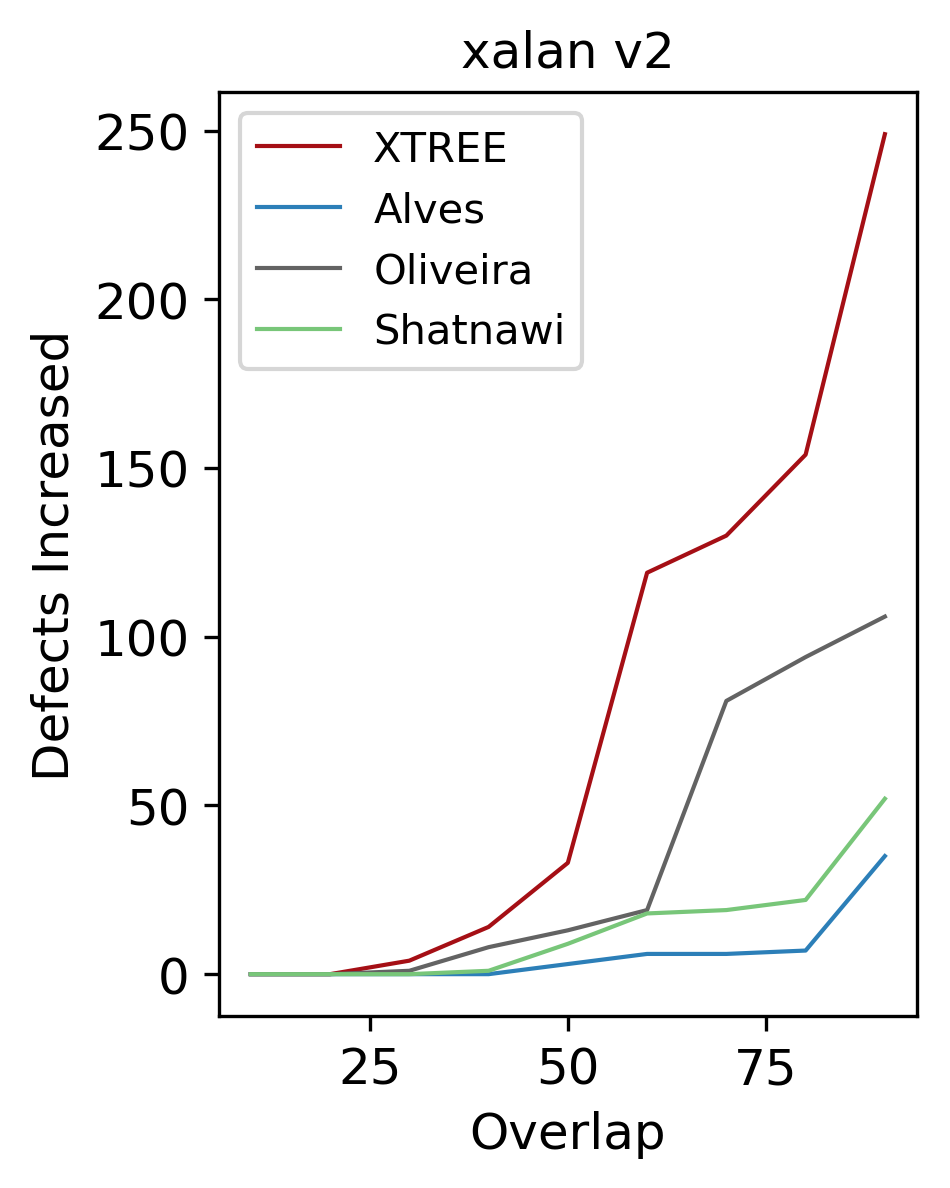 xalan v2
XTREE
Alves
Oliveira
Shatnawi
250
200
150
100
50
0
Defects Increased
25 50 75
Overlap